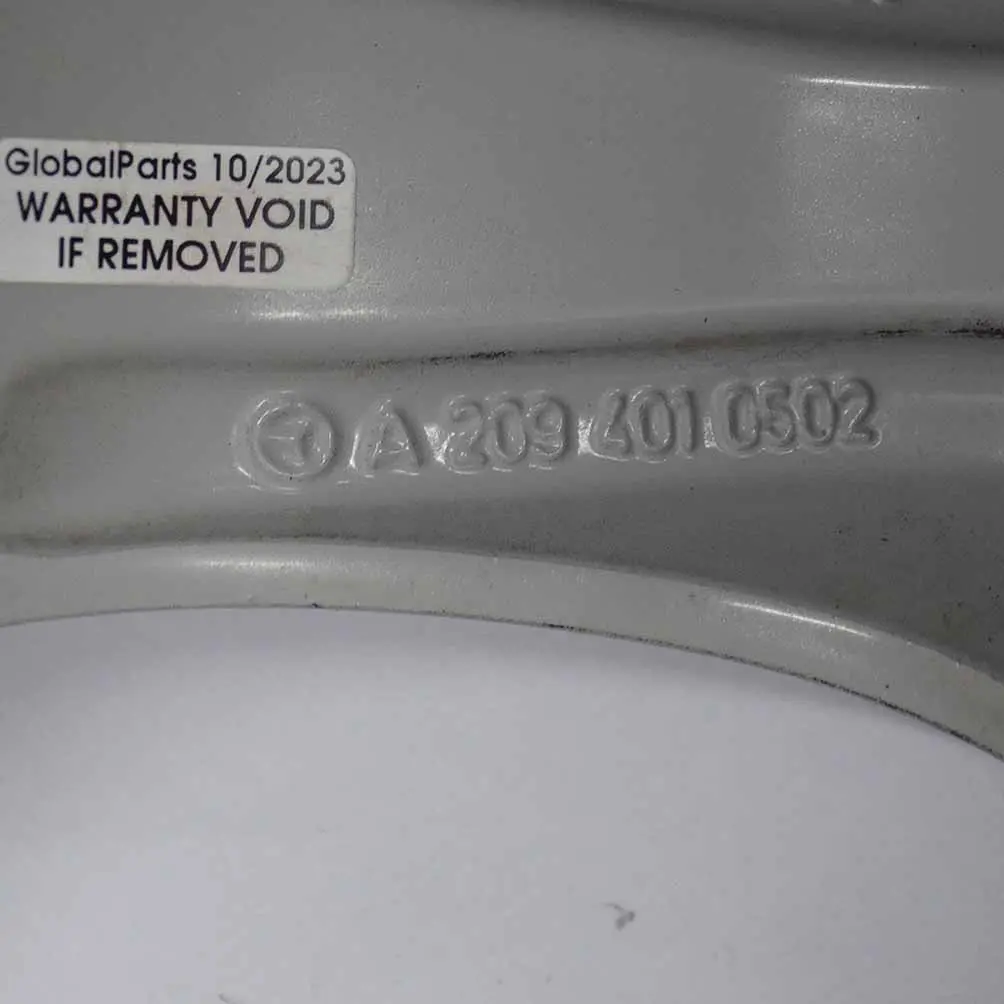 GlobalParts 10/2023
WARRANTY VOID
IF REMOVED
A 209 401 0502